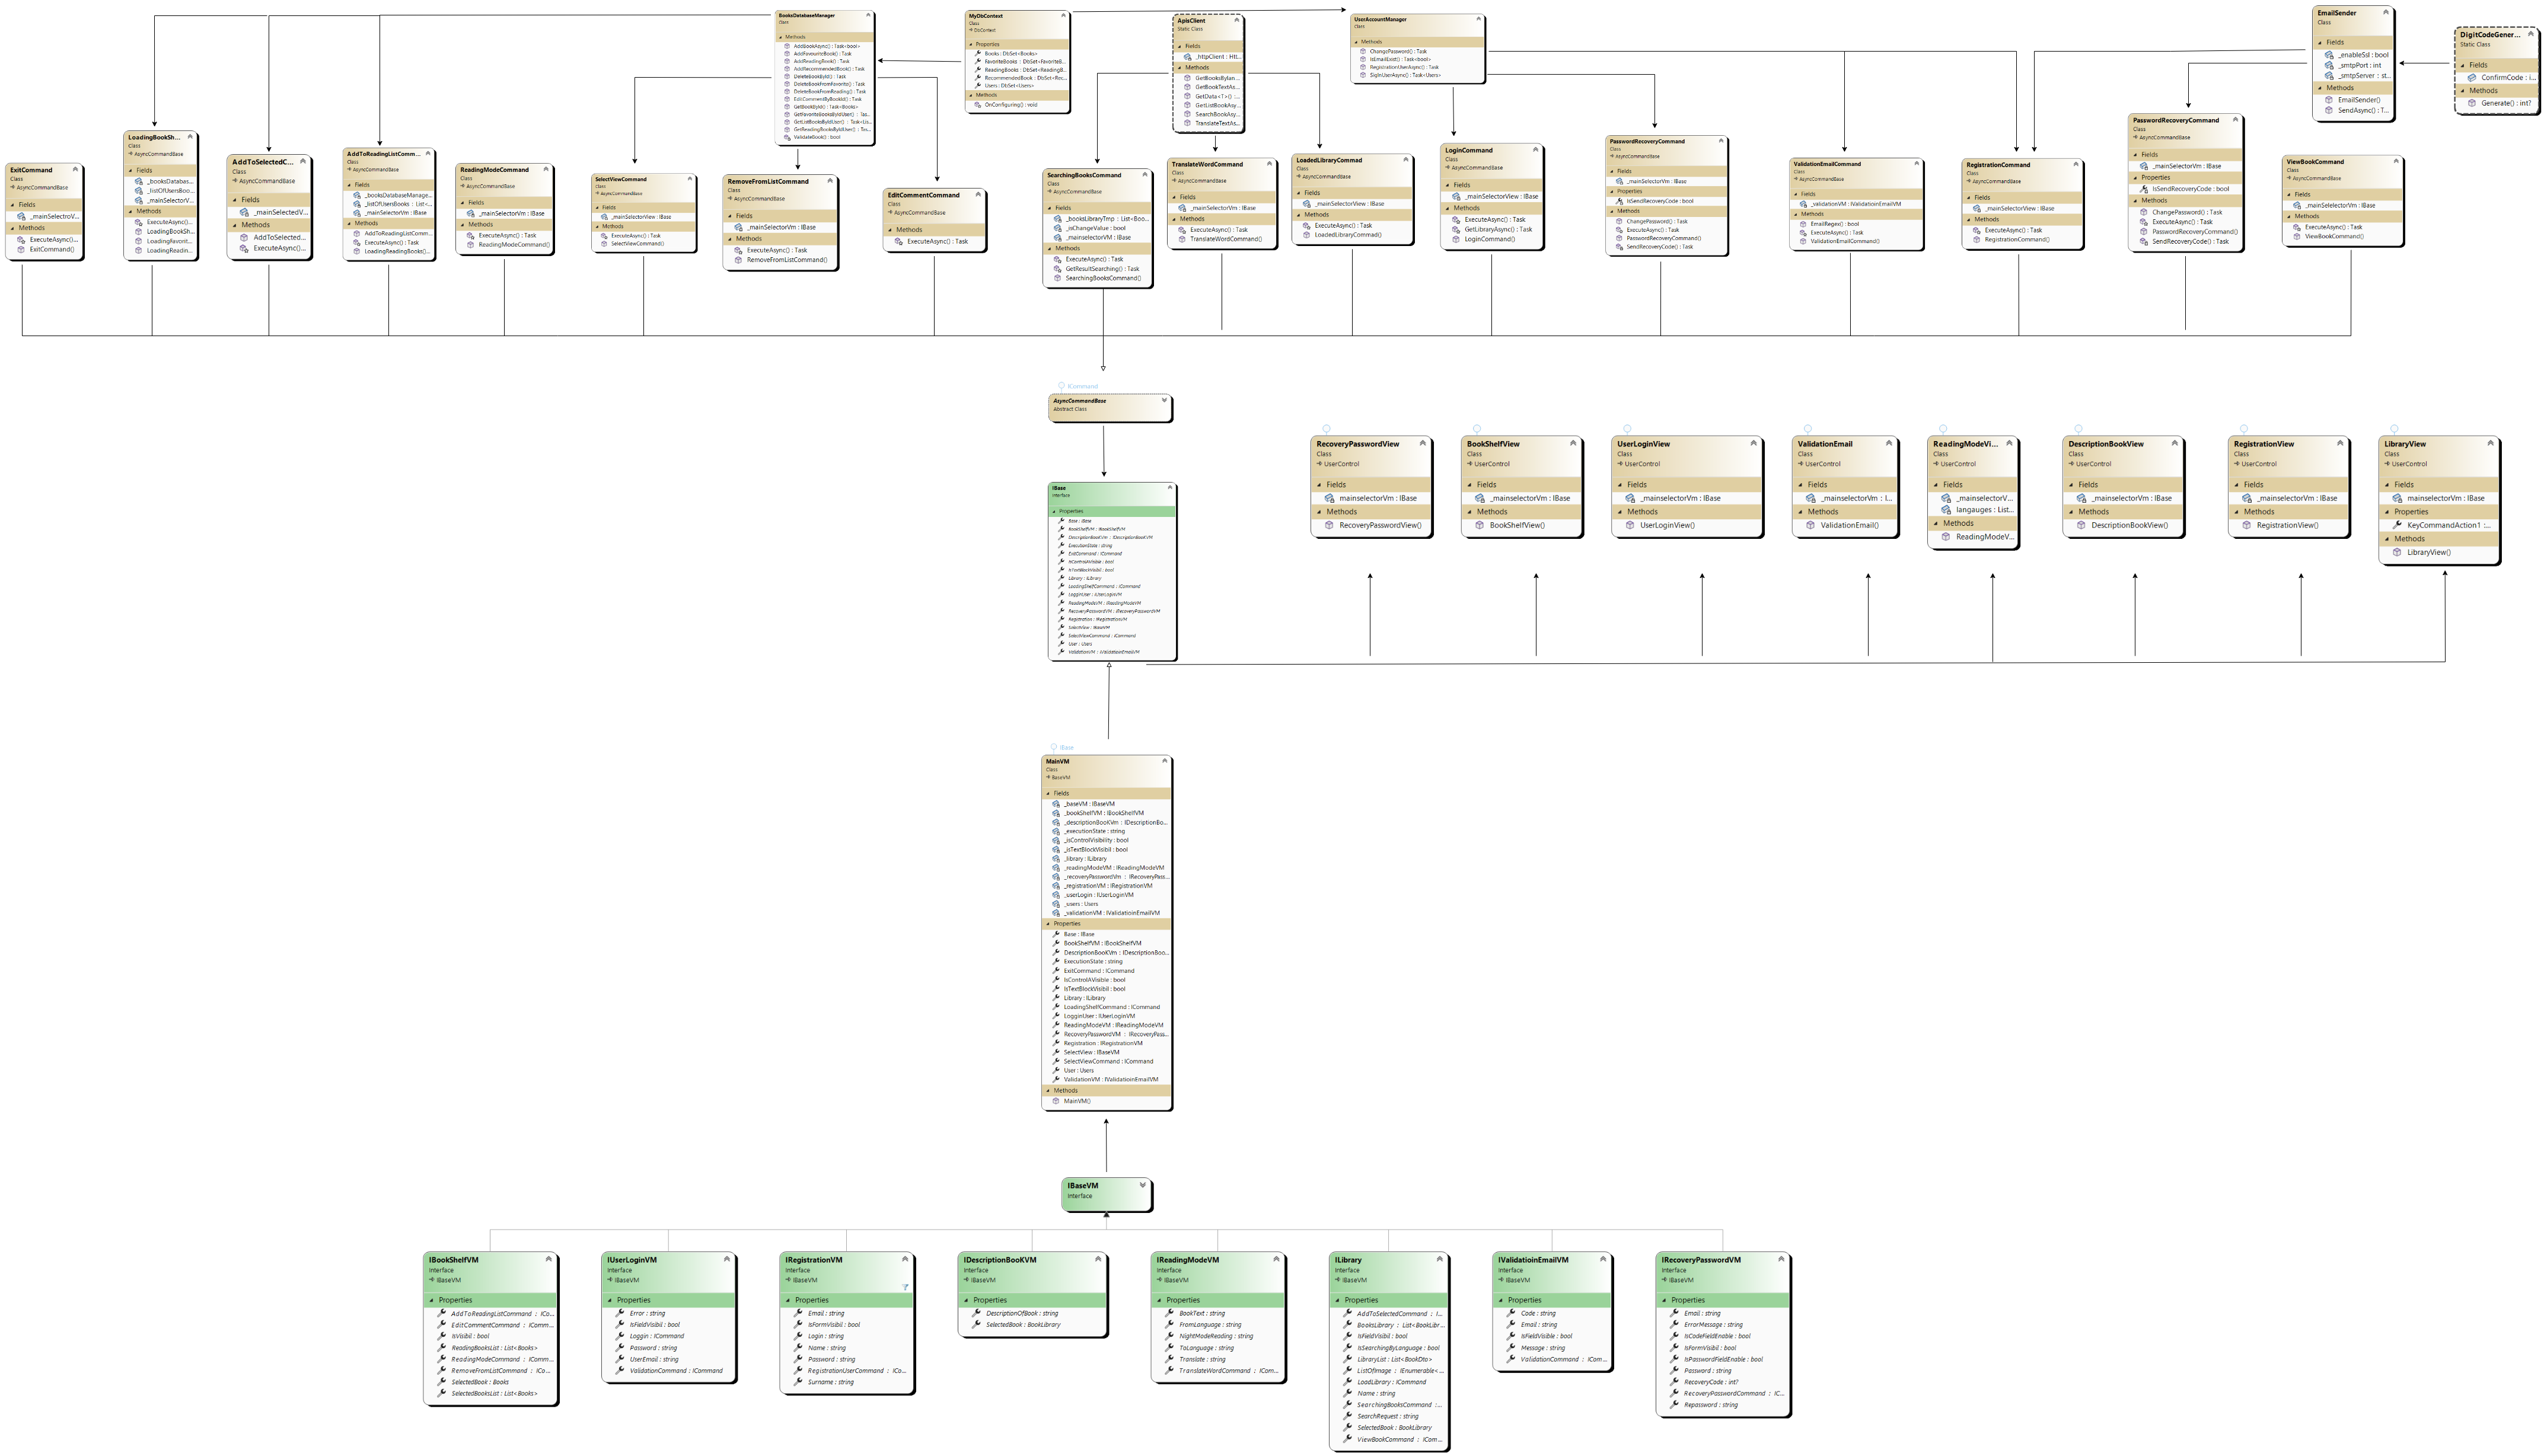 BooksDatabaseManager
Class
Methods
AddBookAsync() : Task<bool>
AddFavouriteBook() : Task
AddReadingBook() : Task
AddRecommendedBook() : Task
DeleteBookById() : Task
DeleteBookFromFavorite() : Task
DeleteBookFromReading() : Task
EditCommentByBookId() : Task
GetBookById() : Task<Books>
GetFavoriteBooksByIdUser() : Tas...
GetListBooksByIdUser() : Task<Lis...
GetReadingBooksByIdUser() : Tas...
ValidateBook() : bool
MyDbContext
Class
DbContext
Properties
Books : DbSet<Books>
FavoriteBooks : DbSet<FavoriteB...
ReadingBooks : DbSet<ReadingB...
RecommendedBook : DbSet<Rec...
Users : DbSet<Users>
Methods
OnConfiguring() : void
ApisClient
Static Class
Fields
_httpClient : Htt...
Methods
GetBooksBylan...
GetBookTextAs...
GetData<T>() :...
GetListBookAsy...
SearchBookAsy...
TranslateTextAs...
UserAccountManager
Class
Methods
ChangePassword() : Task
IsEmailExist() : Task<bool>
RegistrationUserAsync() : Task
SigInUserAsync() : Task<Users>
EmailSender
Class
Fields
_enableSsl : bool
_smtpPort : int
_smtpServer : st...
Methods
EmailSender()
SendAsync() : T...
DigitCodeGener...
Static Class
Fields
ConfirmCode : i...
Methods
Generate() : int?
ExitCommand
Class
AsyncCommandBase
Fields
_mainSelectroV...
Methods
ExecuteAsync()...
ExitCommand()
LoadingBookSh...
Class
AsyncCommandBase
Fields
_booksDatabas...
_listOfUsersBoo...
_mainSelectorV...
Methods
ExecuteAsync()...
LoadingBookSh...
LoadingFavorit...
LoadingReadin...
AddToSelectedC...
Class
AsyncCommandBase
Fields
_mainSelectedV...
Methods
AddToSelected...
ExecuteAsync()...
AddToReadingListComm...
Class
AsyncCommandBase
Fields
_booksDatabaseManage...
_listOfUsersBooks : List<...
_mainSelectorVm : IBase
Methods
AddToReadingListComm...
ExecuteAsync() : Task
LoadingReadingBooks()...
ReadingModeCommand
Class
AsyncCommandBase
Fields
_mainSelectorVm : IBase
Methods
ExecuteAsync() : Task
ReadingModeCommand()
SelectViewCommand
Class
AsyncCommandBase
Fields
_mainSelectorView : IBase
Methods
ExecuteAsync() : Task
SelectViewCommand()
RemoveFromListCommand
Class
AsyncCommandBase
Fields
_mainSelectorVm : IBase
Methods
ExecuteAsync() : Task
RemoveFromListCommand()
EditCommentCommand
Class
AsyncCommandBase
Methods
ExecuteAsync() : Task
SearchingBooksCommand
Class
AsyncCommandBase
Fields
_booksLibraryTmp : List<Boo...
_isChangeValue : bool
_mainselectorVM : IBase
Methods
ExecuteAsync() : Task
GetResultSearching() : Task
SearchingBooksCommand()
TranslateWordCommand
Class
AsyncCommandBase
Fields
_mainSelectorVm : IBase
Methods
ExecuteAsync() : Task
TranslateWordCommand()
LoadedLibraryCommad
Class
AsyncCommandBase
Fields
_mainSelectorView : IBase
Methods
ExecuteAsync() : Task
LoadedLibraryCommad()
LoginCommand
Class
AsyncCommandBase
Fields
_mainSelectorView : IBase
Methods
ExecuteAsync() : Task
GetLibraryAsync() : Task
LoginCommand()
PasswordRecoveryCommand
Class
AsyncCommandBase
Fields
_mainSelectorVm : IBase
Properties
IsSendRecoveryCode : bool
Methods
ChangePassword() : Task
ExecuteAsync() : Task
PasswordRecoveryCommand()
SendRecoveryCode() : Task
ValidationEmailCommand
Class
AsyncCommandBase
Fields
_validationVM : IValidatioinEmailVM
Methods
EmailRegex() : bool
ExecuteAsync() : Task
ValidationEmailCommand()
RegistrationCommand
Class
AsyncCommandBase
Fields
_mainSelectorView : IBase
Methods
ExecuteAsync() : Task
RegistrationCommand()
PasswordRecoveryCommand
Class
AsyncCommandBase
Fields
_mainSelectorVm : IBase
Properties
IsSendRecoveryCode : bool
Methods
ChangePassword() : Task
ExecuteAsync() : Task
PasswordRecoveryCommand()
SendRecoveryCode() : Task
ViewBookCommand
Class
AsyncCommandBase
Fields
_mainSelectorVm : IBase
Methods
ExecuteAsync() : Task
ViewBookCommand()
ICommand
AsyncCommandBase
Abstract Class
IBase
Interface
Properties
Base : IBase
BookShelfVM : IBookShelfVM
DescriptionBooKVm : IDescriptionBooKVM
ExecutionState : string
ExitCommand : ICommand
IsControlAVisible : bool
IsTextBlockVisibil : bool
Library : ILibrary
LoadingShelfCommand : ICommand
LogginUser : IUserLoginVM
ReadingModeVM : IReadingModeVM
RecoveryPasswordVM : IRecoveryPasswordVM
Registration : IRegistrationVM
SelectView : IBaseVM
SelectViewCommand : ICommand
User : Users
ValidationVM : IValidatioinEmailVM
RecoveryPasswordView
Class
UserControl
Fields
mainselectorVm : IBase
Methods
RecoveryPasswordView()
BookShelfView
Class
UserControl
Fields
_mainselectorVm : IBase
Methods
BookShelfView()
UserLoginView
Class
UserControl
Fields
_mainselectorVm : IBase
Methods
UserLoginView()
ValidationEmail
Class
UserControl
Fields
_mainselectorVm : I...
Methods
ValidationEmail()
ReadingModeVi...
Class
UserControl
Fields
_mainselectorV...
langauges : List...
Methods
ReadingModeV...
DescriptionBookView
Class
UserControl
Fields
_mainselectorVm : IBase
Methods
DescriptionBookView()
RegistrationView
Class
UserControl
Fields
_mainselectorVm : IBase
Methods
RegistrationView()
LibraryView
Class
UserControl
Fields
mainselectorVm : IBase
Properties
KeyCommandAction1 :...
Methods
LibraryView()
IBase
MainVM
Class
BaseVM
Fields
_baseVM : IBaseVM
_bookShelfVM : IBookShelfVM
_descriptionBooKVm : IDescriptionBo...
_executionState : string
_isControlVisibility : bool
_isTextBlockVisibil : bool
_library : ILibrary
_readingModeVM : IReadingModeVM
_recoveryPasswordVm : IRecoveryPass...
_registrationVM : IRegistrationVM
_userLogin : IUserLoginVM
_users : Users
_validationVM : IValidatioinEmailVM
Properties
Base : IBase
BookShelfVM : IBookShelfVM
DescriptionBooKVm : IDescriptionBoo...
ExecutionState : string
ExitCommand : ICommand
IsControlAVisible : bool
IsTextBlockVisibil : bool
Library : ILibrary
LoadingShelfCommand : ICommand
LogginUser : IUserLoginVM
ReadingModeVM : IReadingModeVM
RecoveryPasswordVM : IRecoveryPass...
Registration : IRegistrationVM
SelectView : IBaseVM
SelectViewCommand : ICommand
User : Users
ValidationVM : IValidatioinEmailVM
Methods
MainVM()
IBaseVM
Interface
IBookShelfVM
Interface
IBaseVM
Properties
AddToReadingListCommand : ICo...
EditCommentCommand : IComm...
IsVisibil : bool
ReadingBooksList : List<Books>
ReadingModeCommand : IComm...
RemoveFromListCommand : ICo...
SelectedBook : Books
SelectedBooksList : List<Books>
IUserLoginVM
Interface
IBaseVM
Properties
Error : string
IsFieldVisibil : bool
Loggin : ICommand
Password : string
UserEmail : string
ValidationCommand : ICommand
IRegistrationVM
Interface
IBaseVM
Properties
Email : string
IsFormVisibil : bool
Login : string
Name : string
Password : string
RegistrationUserCommand : ICo...
Surname : string
IDescriptionBooKVM
Interface
IBaseVM
Properties
DescriptionOfBook : string
SelectedBook : BookLibrary
IReadingModeVM
Interface
IBaseVM
Properties
BookText : string
FromLanguage : string
NightModeReading : string
ToLanguage : string
Translate : string
TranslateWordCommand : ICom...
ILibrary
Interface
IBaseVM
Properties
AddToSelectedCommand : I...
BooksLibrary : List<BookLibr...
IsFieldVisibil : bool
IsSearchingByLanguage : bool
LibraryList : List<BookDto>
ListOfImage : IEnumerable<...
LoadLibrary : ICommand
Name : string
SearchingBooksCommand :...
SearchRequest : string
SelectedBook : BookLibrary
ViewBookCommand : ICom...
IValidatioinEmailVM
Interface
IBaseVM
Properties
Code : string
Email : string
IsFieldVisible : bool
Message : string
ValidationCommand : ICom...
IRecoveryPasswordVM
Interface
IBaseVM
Properties
Email : string
ErrorMessage : string
IsCodeFieldEnable : bool
IsFormVisibil : bool
IsPasswordFieldEnable : bool
Password : string
RecoveryCode : int?
RecoveryPasswordCommand : IC...
Repassword : string